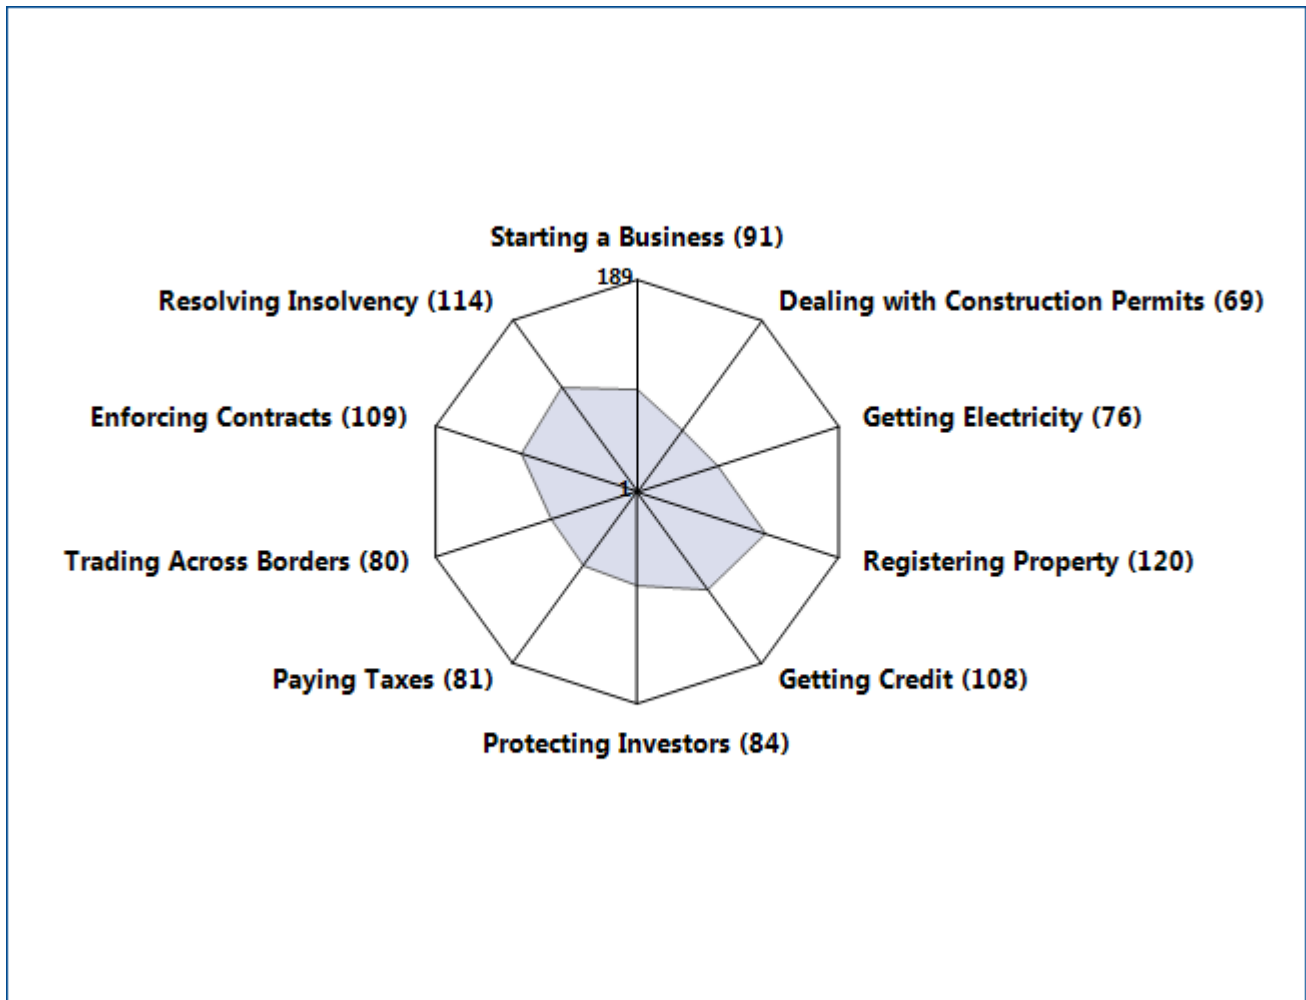 Starting a Business (91)
189
Resolving Insolvency (114)
Dealing with Construction Permits (69)
Enforcing Contracts (109)
Getting Electricity (76)
1
Trading Across Borders (80)
Registering Property (120)
Paying Taxes (81)
Getting Credit (108)
Protecting Investors (84)